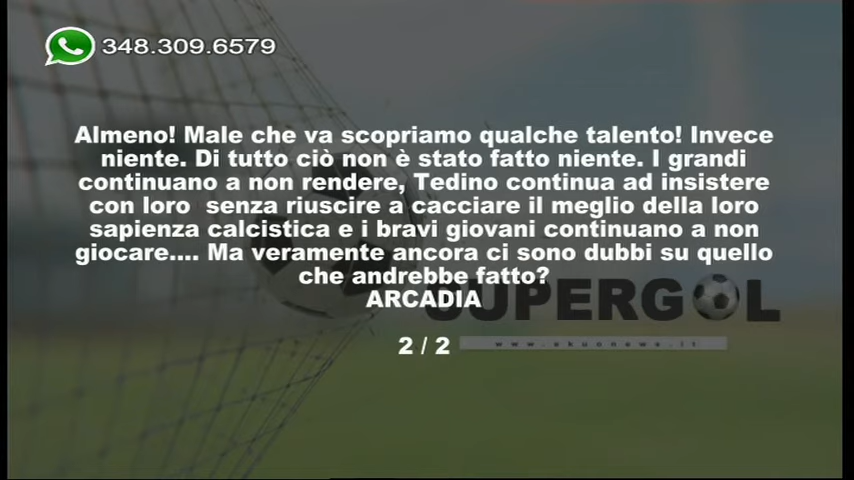 348.309.6579
Almeno! Male che va scopriamo qualche talento! Invece
niente. Di tutto ciò non è stato fatto niente. I grandi
continuano a non rendere, Tedino continua ad insistere
con loro  senza riuscire a cacciare il meglio della loro
sapienza calcistica e i bravi giovani continuano a non
giocare.... Ma veramente ancora ci sono dubbi su quello
che andrebbe fatto?
ARCADIA
SUPERGOL
2 / 2
www.ekuonews.it